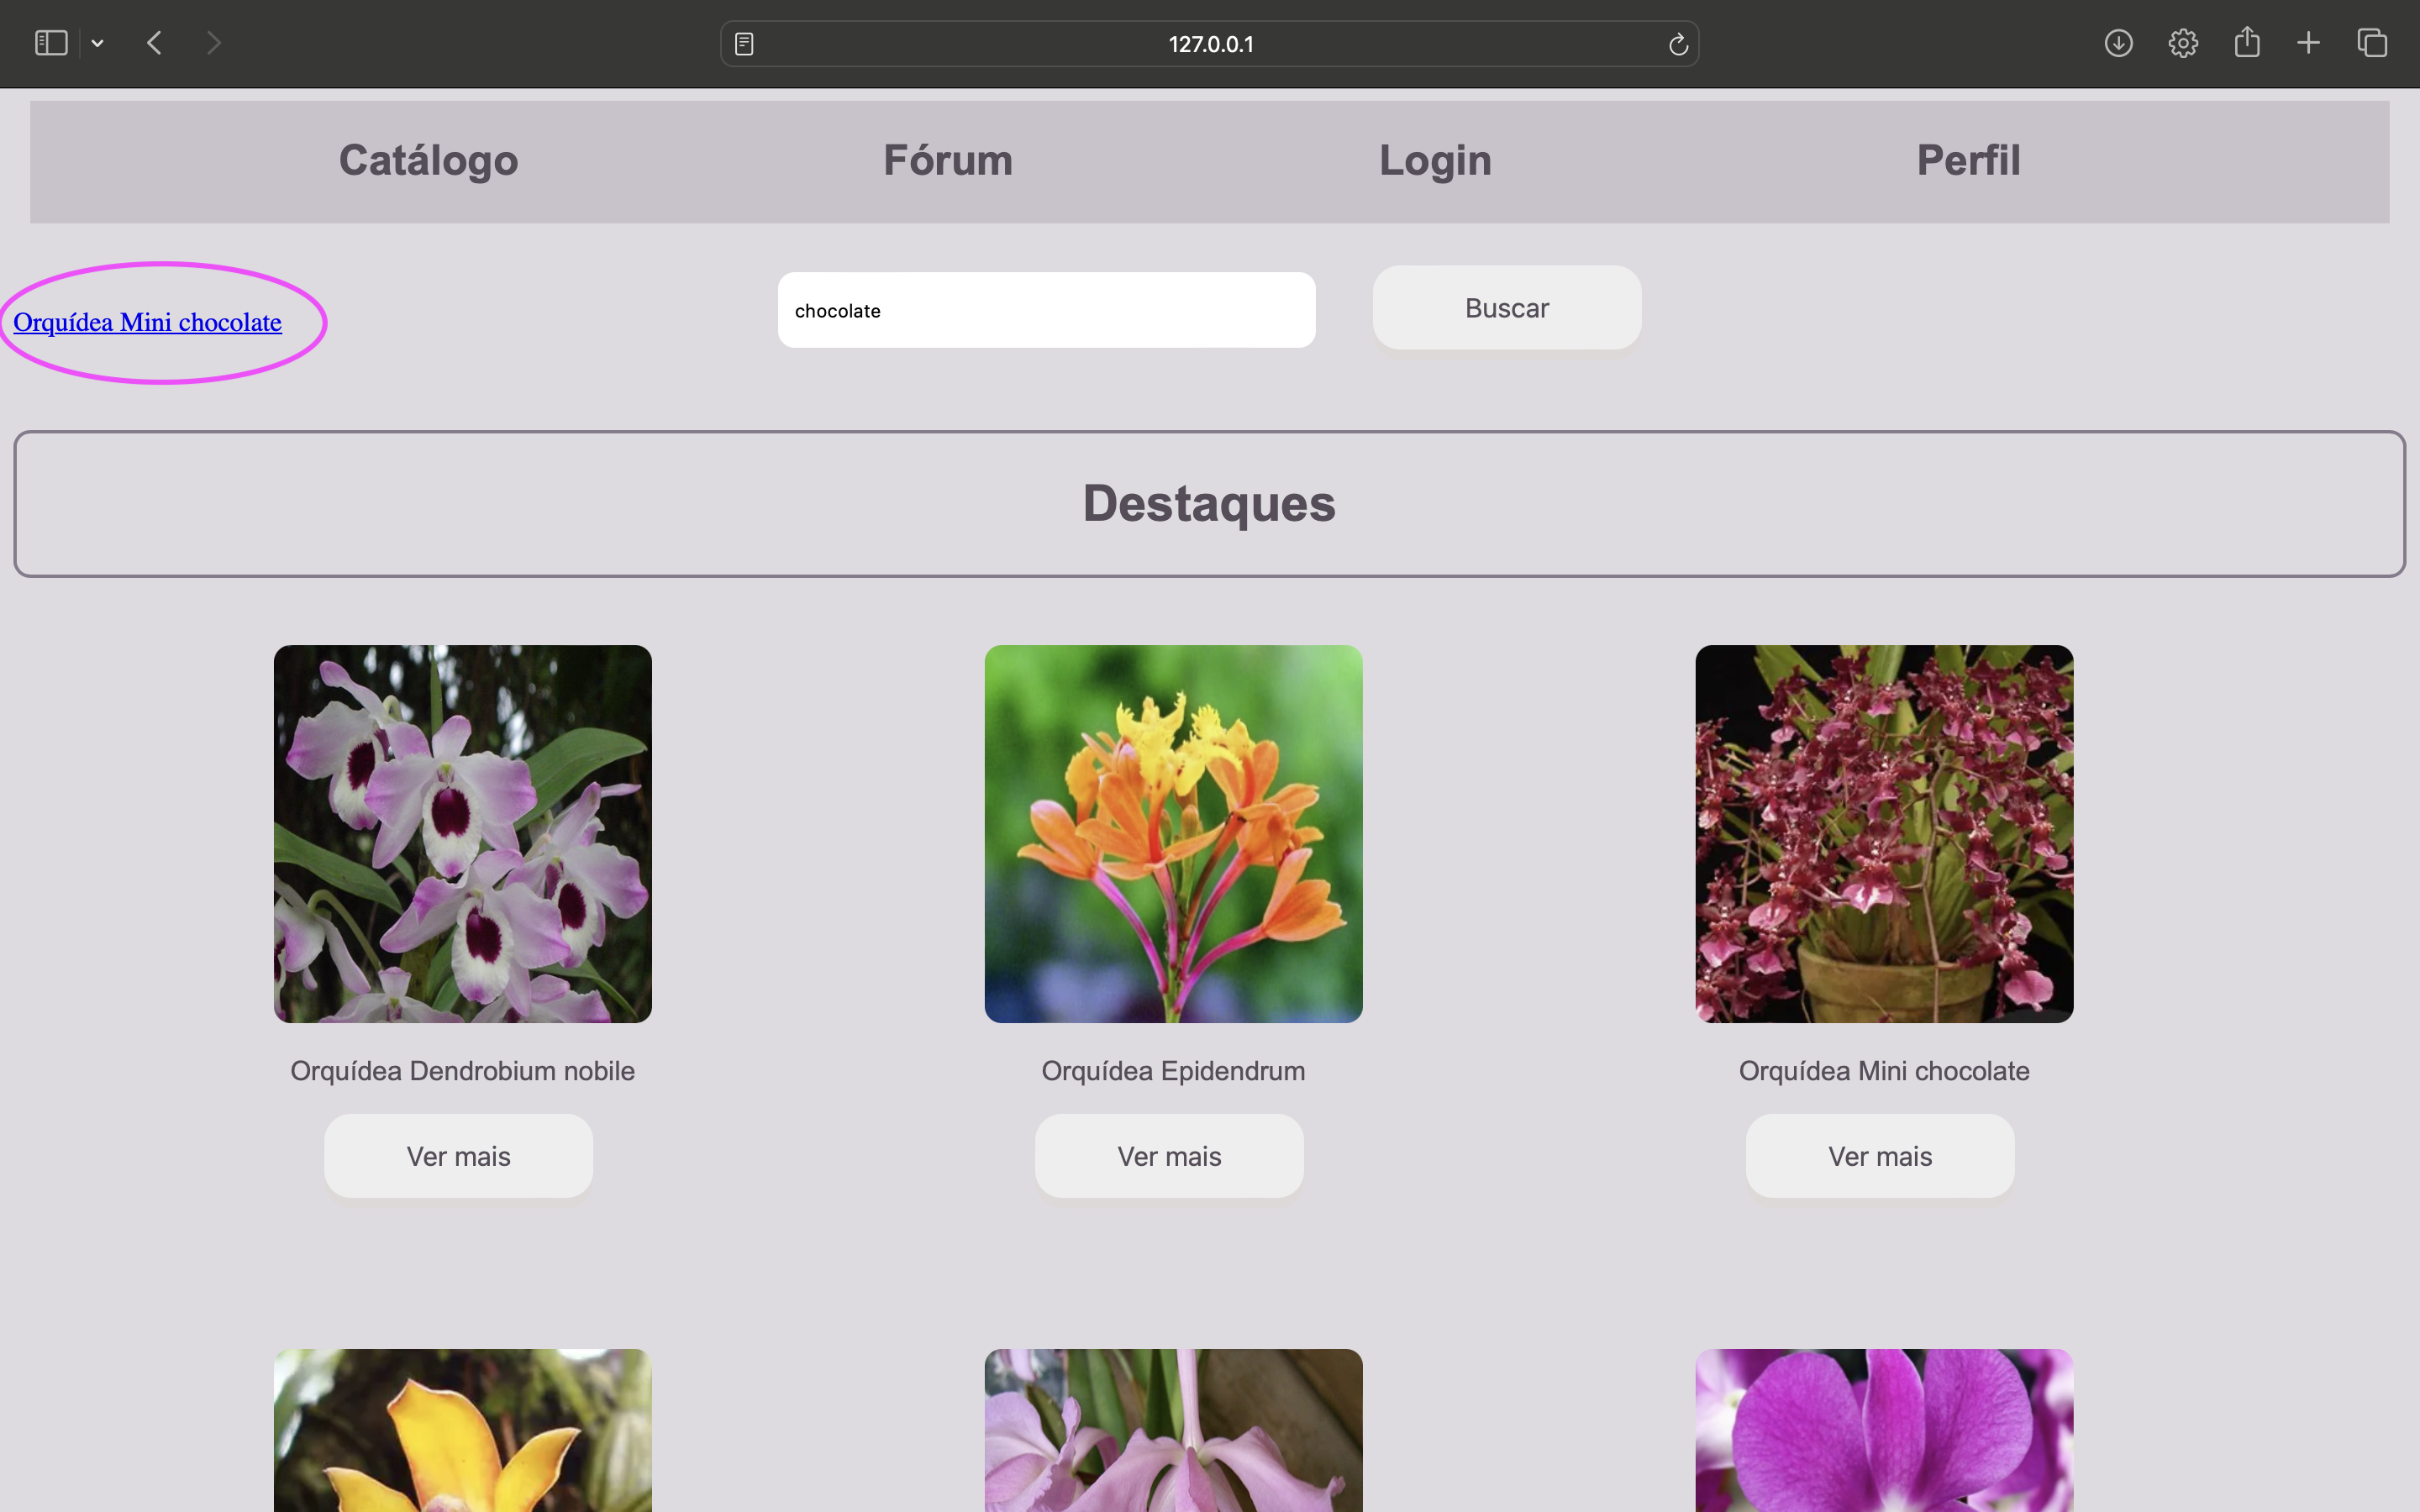 127.0.0.1
Catálogo Fórum Login Perfil
Orquídea Mini chocolate
chocolate
Buscar
Destaques
Orquídea Dendrobium nobile
Orquídea Epidendrum
Orquídea Mini chocolate
Ver mais
Ver mais
Ver mais